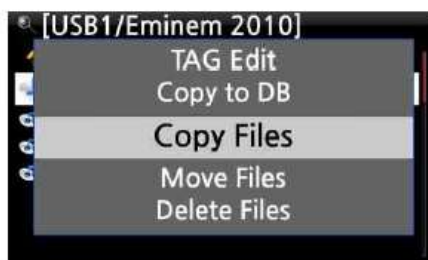 [USB1/Eminem 2010]
TAG Edit
Copy to DB
Copy Files
Move Files
Delete Files